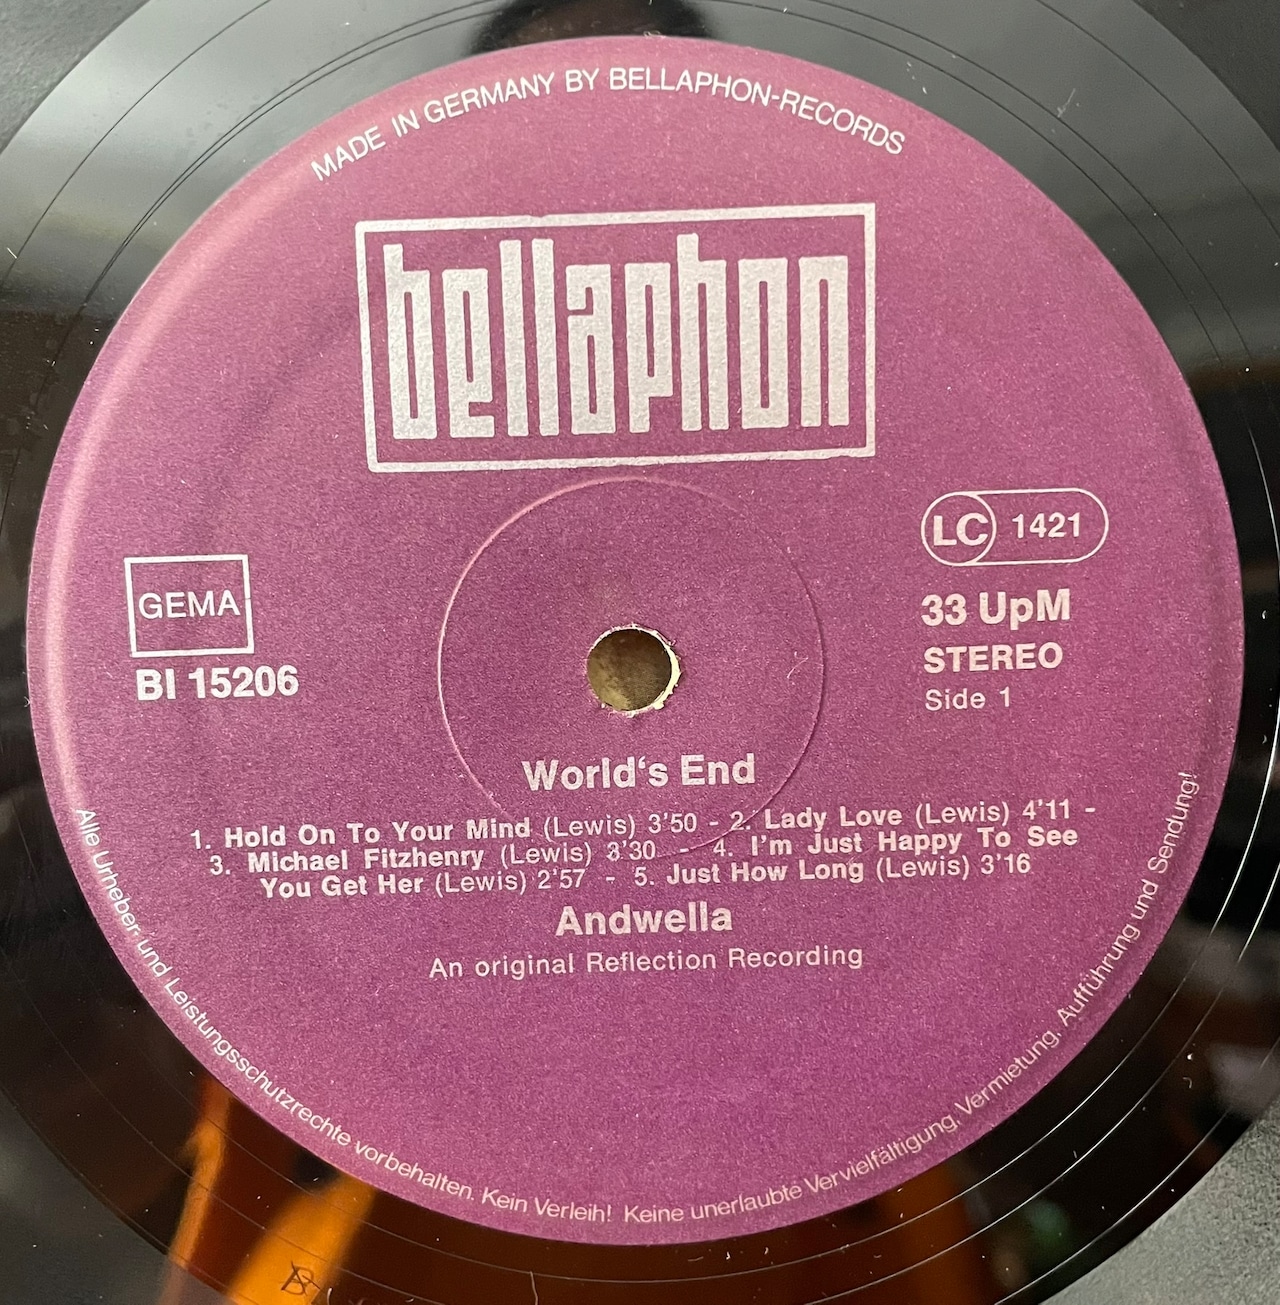 MADE IN GERMANY BY BELLAPHON-RECORDS
bellaphon
LC 1421
GEMA
33 UpM
BI 15206
STEREO
Side 1
World‘s End
1. Hold On To Your Mind (Lewis) 3'50 - 2. Lady Love (Lewis) 4'11 -
3. Michael Fitzhenry (Lewis) 3'30 - 4. I'm Just Happy To See
You Get Her (Lewis) 2'57 - 5. Just How Long (Lewis) 3'16
Andwella
An original Reflection Recording
Alle Urheber- und Leistungsschutzrechte vorbehalten. Kein Verleih! Keine unerlaubte Vervielfältigung, Vermietung, Aufführung und Sendung!